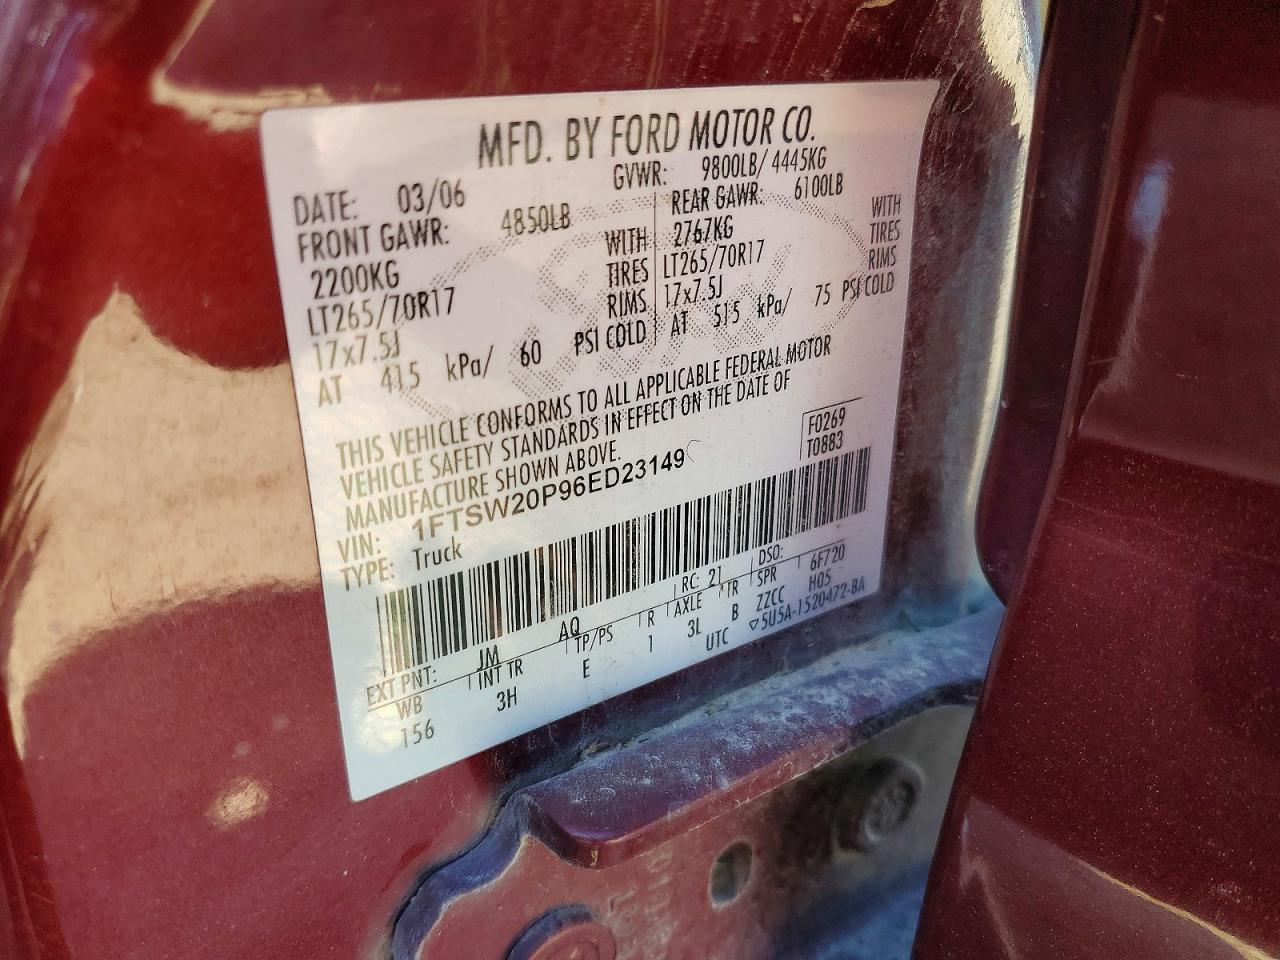 MFD. BY FORD MOTOR CO.
DATE: 03/06 GVWR: 9800LB/ 4445KG
FRONT GAWR: 4850LB REAR GAWR: 6100LB
2200KG WITH 2767KG WITH
LT265/70R17 TIRES LT265/70R17 TIRES
17x7.5J RIMS 17x7.5J RIMS
AT 415 kPa/ 60 PSI COLD AT 515 kPa/ 75 PSI COLD
THIS VEHICLE CONFORMS TO ALL APPLICABLE FEDERAL MOTOR
VEHICLE SAFETY STANDARDS IN EFFECT ON THE DATE OF
MANUFACTURE SHOWN ABOVE.
F0269
T0883
VIN: 1FTSW20P96ED23149
TYPE: Truck
EXT PNT: JM AQ RC: 21 DSO: 6F720
WB INT TR TP/PS R AXLE TR SPR H05
156 3H E 1 3L B ZZCC
UTC ▽5U5A-1520472-BA